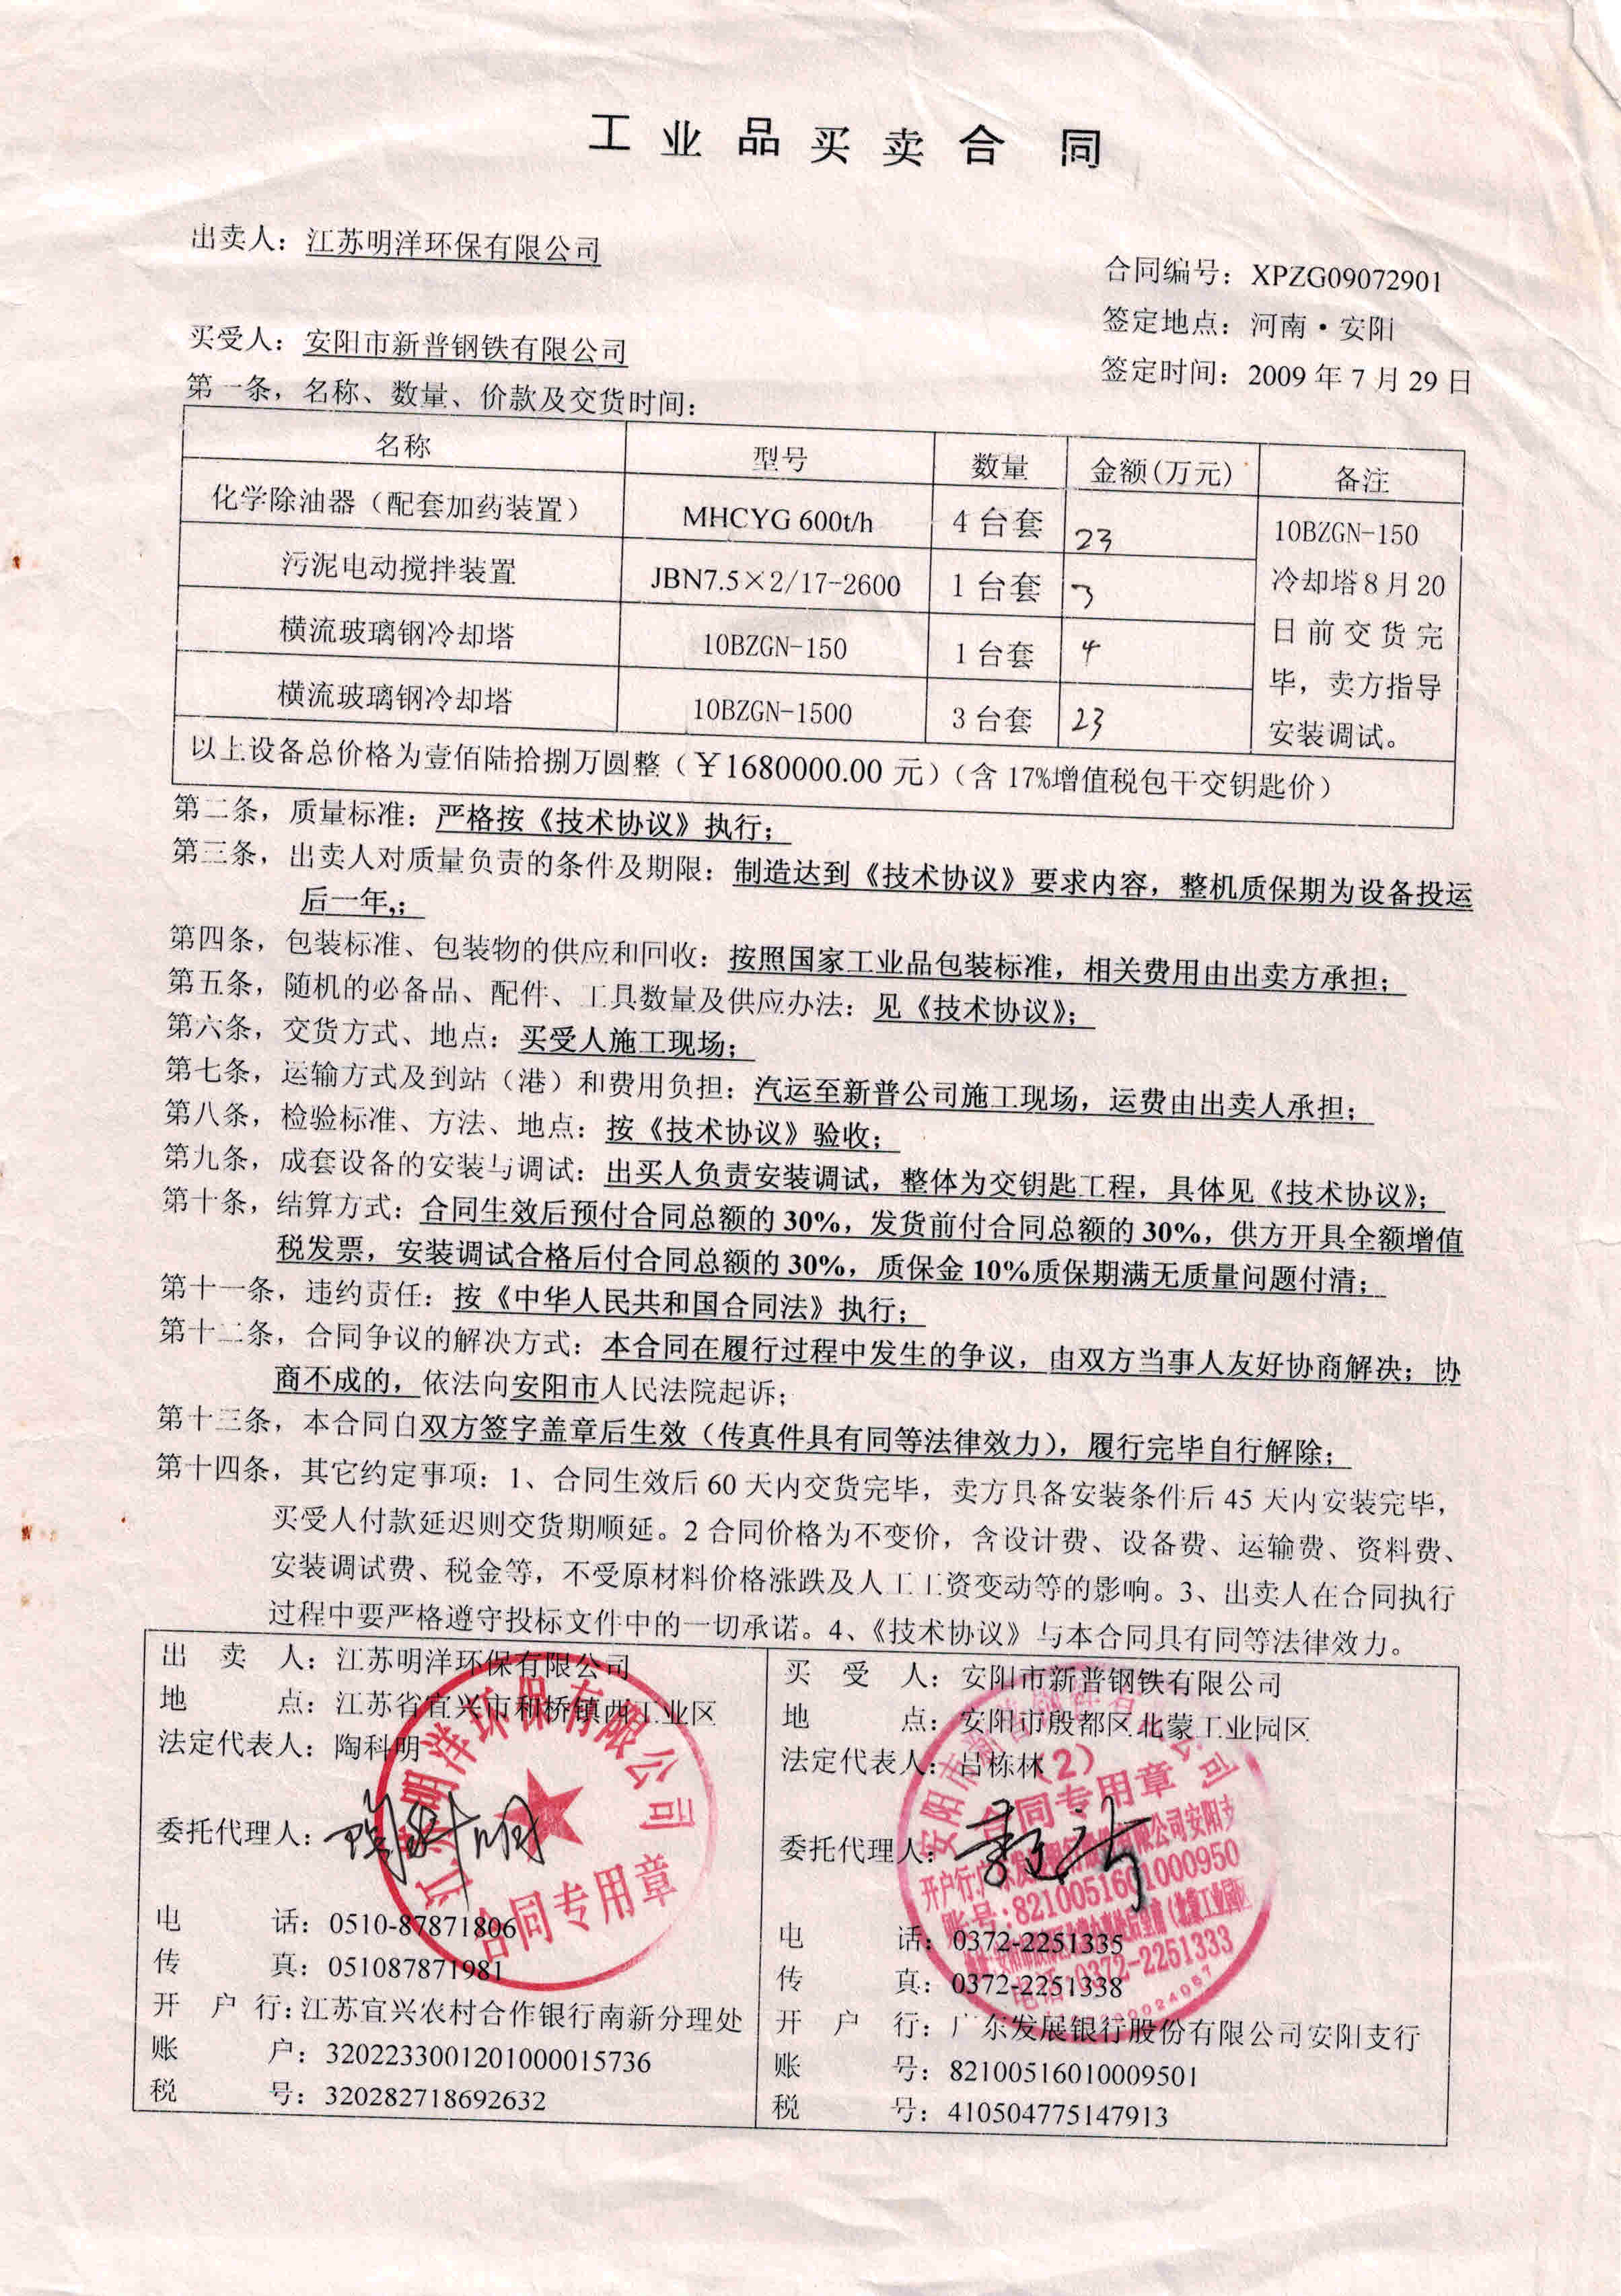 工业品买卖合同
出卖人：江苏明洋环保有限公司
合同编号：XPZG09072901
签定地点：河南·安阳
买受人：安阳市新普钢铁有限公司
签定时间：2009 年 7 月 29 日
第一条，名称、数量、价款及交货时间：
名称 型号 数量 金额(万元) 备注
化学除油器（配套加药装置） MHCYG 600t/h 4 台套 23
污泥电动搅拌装置 JBN7.5×2/17-2600 1 台套 3
横流玻璃钢冷却塔 10BZGN-150 1 台套 4
横流玻璃钢冷却塔 10BZGN-1500 3 台套 23
10BZGN-150
冷却塔 8 月 20
日前交货完
毕，卖方指导
安装调试。
以上设备总价格为壹佰陆拾捌万圆整（￥1680000.00 元）（含 17%增值税包干交钥匙价）
第二条，质量标准：严格按《技术协议》执行；
第三条，出卖人对质量负责的条件及期限：制造达到《技术协议》要求内容，整机质保期为设备投运
后一年,；
第四条，包装标准、包装物的供应和回收：按照国家工业品包装标准，相关费用由出卖方承担；
第五条，随机的必备品、配件、工具数量及供应办法：见《技术协议》；
第六条，交货方式、地点：买受人施工现场；
第七条，运输方式及到站（港）和费用负担：汽运至新普公司施工现场，运费由出卖人承担；
第八条，检验标准、方法、地点：按《技术协议》验收；
第九条，成套设备的安装与调试：出买人负责安装调试，整体为交钥匙工程，具体见《技术协议》；
第十条，结算方式：合同生效后预付合同总额的 30%，发货前付合同总额的 30%，供方开具全额增值
税发票，安装调试合格后付合同总额的 30%，质保金 10%质保期满无质量问题付清；
第十一条，违约责任：按《中华人民共和国合同法》执行；
第十二条，合同争议的解决方式：本合同在履行过程中发生的争议，由双方当事人友好协商解决；协
商不成的，依法向安阳市人民法院起诉；
第十三条，本合同自双方签字盖章后生效（传真件具有同等法律效力），履行完毕自行解除；
第十四条，其它约定事项：1、合同生效后 60 天内交货完毕，卖方具备安装条件后 45 天内安装完毕，
买受人付款延迟则交货期顺延。2 合同价格为不变价，含设计费、设备费、运输费、资料费、
安装调试费、税金等，不受原材料价格涨跌及人工工资变动等的影响。3、出卖人在合同执行
过程中要严格遵守投标文件中的一切承诺。4、《技术协议》与本合同具有同等法律效力。
出卖人：江苏明洋环保有限公司
地点：江苏省宜兴市和桥镇西工业区
法定代表人：陶科明
委托代理人：
电话：0510-87871806
传真：051087871981
开户行：江苏宜兴农村合作银行南新分理处
账户：3202233001201000015736
税号：320282718692632
江苏明洋环保有限公司
合同专用章
买受人：安阳市新普钢铁有限公司
地点：安阳市殷都区北蒙工业园区
法定代表人：吕栋林
委托代理人：
电话：0372-2251335
传真：0372-2251338
开户行：广东发展银行股份有限公司安阳支行
账号：82100516010009501
税号：410504775147913
(2)
合同专用章
账号:8210051601000950
电话:0372-2251333